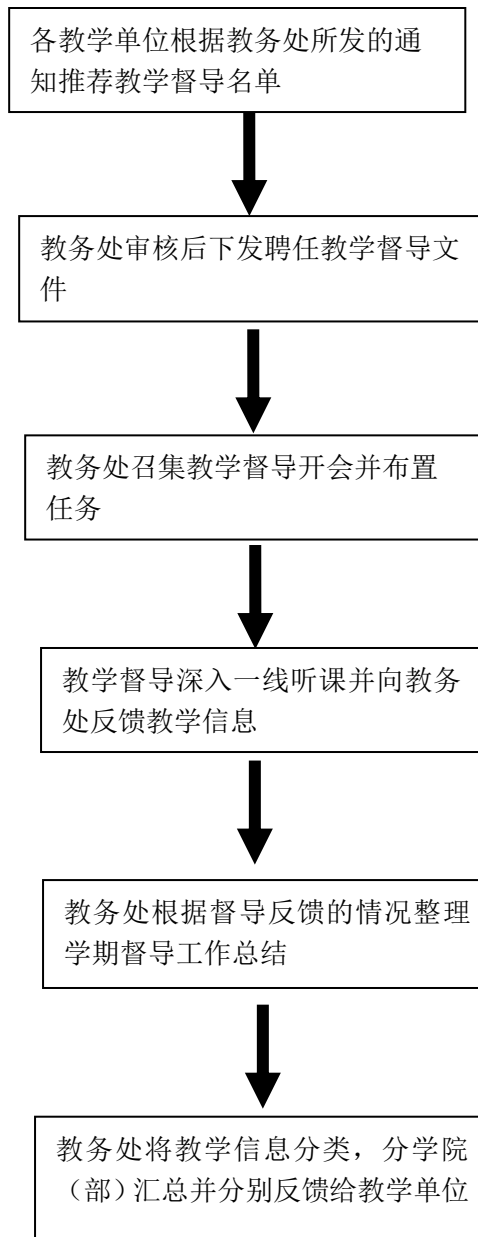 各教学单位根据教务处所发的通
知推荐教学督导名单
教务处审核后下发聘任教学督导文
件
教务处召集教学督导开会并布置
任务
教学督导深入一线听课并向教务
处反馈教学信息
教务处根据督导反馈的情况整理
学期督导工作总结
教务处将教学信息分类，分学院
（部）汇总并分别反馈给教学单位